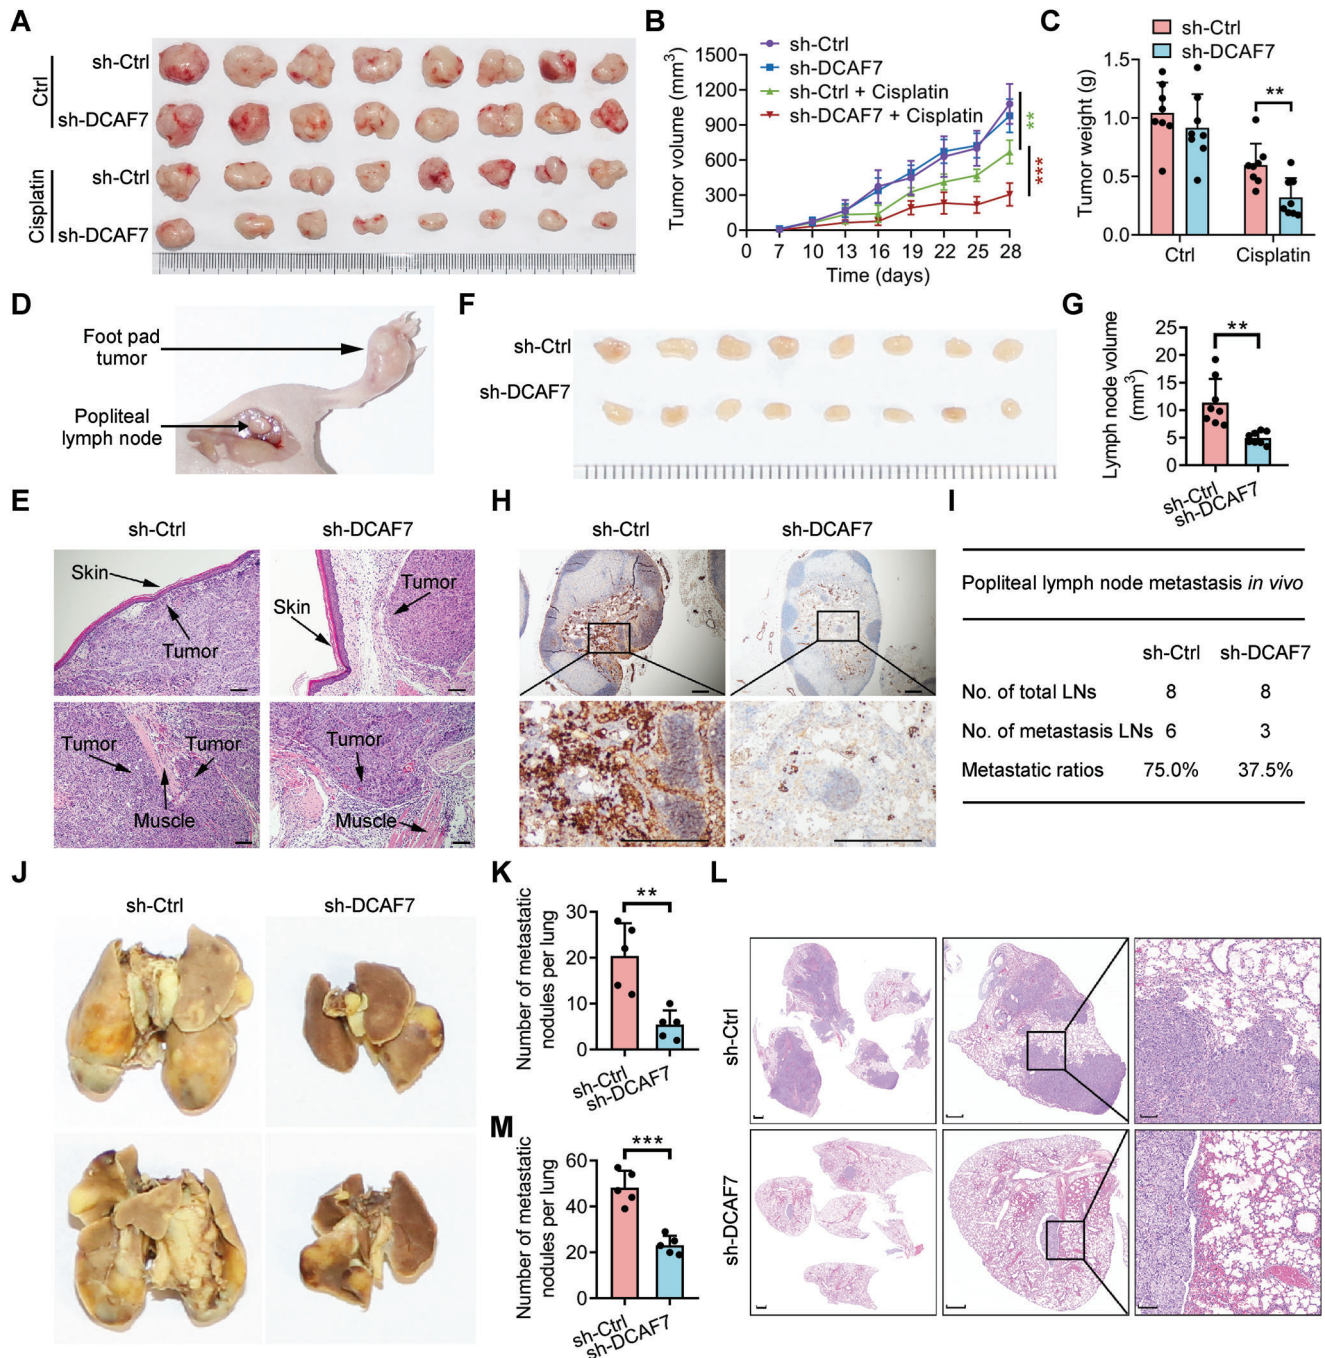 A
Ctrl
Cisplatin
sh-Ctrl
sh-DCAF7
sh-Ctrl
sh-DCAF7
B
Tumor volume (mm³)
1500
1200
900
600
300
0
0 7 10 13 16 19 22 25 28
Time (days)
sh-Ctrl
sh-DCAF7
sh-Ctrl + Cisplatin
sh-DCAF7 + Cisplatin
**
***
C
sh-Ctrl
sh-DCAF7
Tumor weight (g)
1.5
1.0
0.5
0.0
**
Ctrl Cisplatin
D
Foot pad
tumor
Popliteal
lymph node
F
sh-Ctrl
sh-DCAF7
G
Lymph node volume
(mm³)
25
20
15
10
5
0
**
sh-Ctrl
sh-DCAF7
E
sh-Ctrl sh-DCAF7
Skin
Tumor
Skin
Tumor
Tumor
Tumor
Muscle
Tumor
Muscle
H
sh-Ctrl sh-DCAF7
I
Popliteal lymph node metastasis in vivo
sh-Ctrl sh-DCAF7
No. of total LNs 8 8
No. of metastasis LNs 6 3
Metastatic ratios 75.0% 37.5%
J
sh-Ctrl sh-DCAF7
K
Number of metastatic
nodules per lung
30
20
10
0
**
sh-Ctrl
sh-DCAF7
M
Number of metastatic
nodules per lung
60
40
20
0
***
sh-Ctrl
sh-DCAF7
L
sh-Ctrl
sh-DCAF7